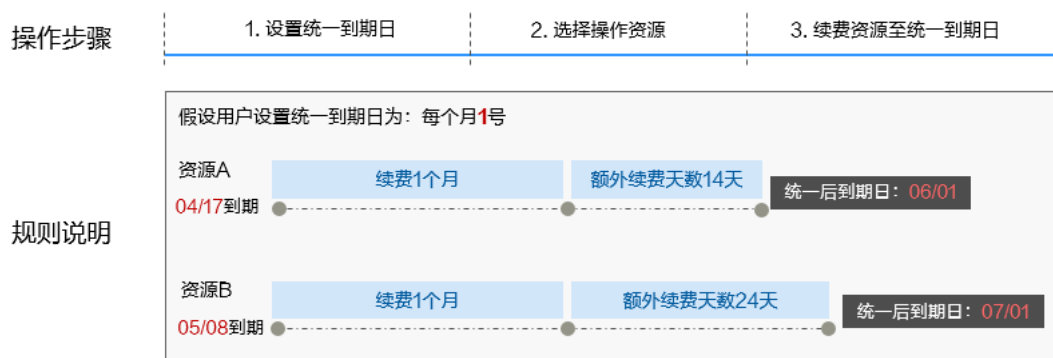 操作步骤
1. 设置统一到期日
2. 选择操作资源
3. 续费资源至统一到期日
规则说明
假设用户设置统一到期日为：每个月1号
资源A
续费1个月
额外续费天数14天
04/17到期
统一后到期日：06/01
资源B
续费1个月
额外续费天数24天
05/08到期
统一后到期日：07/01